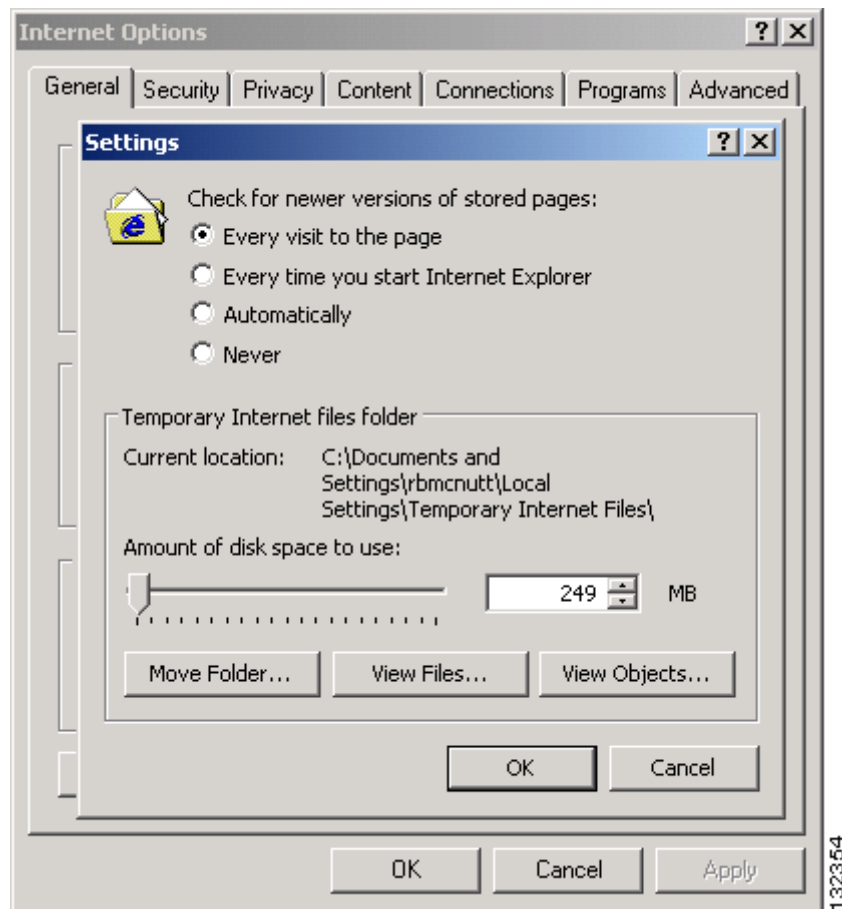 Internet Options
General Security Privacy Content Connections Programs Advanced
Settings
Check for newer versions of stored pages:
Every visit to the page
Every time you start Internet Explorer
Automatically
Never
Temporary Internet files folder
Current location: C:\Documents and
Settings\rbmcnutt\Local
Settings\Temporary Internet Files\
Amount of disk space to use:
249 MB
Move Folder... View Files... View Objects...
OK Cancel
OK Cancel Apply
132354